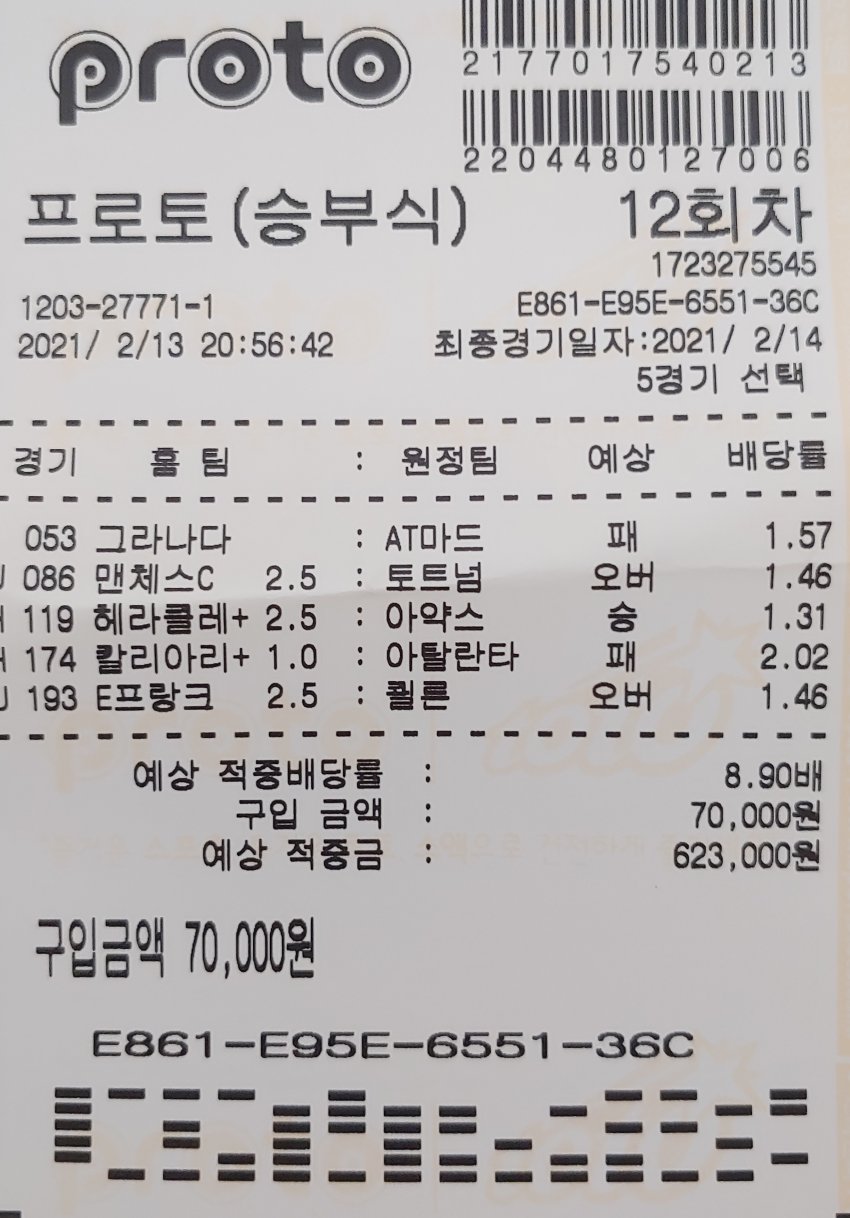 proto
2177017540213
2204480127006
프로토(승부식) 12회차
1723275545
1203-27771-1 E861-E95E-6551-36C
2021/ 2/13 20:56:42 최종경기일자:2021/ 2/14
5경기 선택
경기 홈 팀 : 원정팀 예상 배당률
053 그라나다 : AT마드 패 1.57
086 맨체스C 2.5 : 토트넘 오버 1.46
119 헤라클레+ 2.5 : 아약스 승 1.31
174 칼리아리+ 1.0 : 아탈란타 패 2.02
193 E프랑크 2.5 : 쾰른 오버 1.46
예상 적중배당률 : 8.90배
구입 금액 : 70,000원
예상 적중금 : 623,000원
구입금액 70,000원
E861-E95E-6551-36C